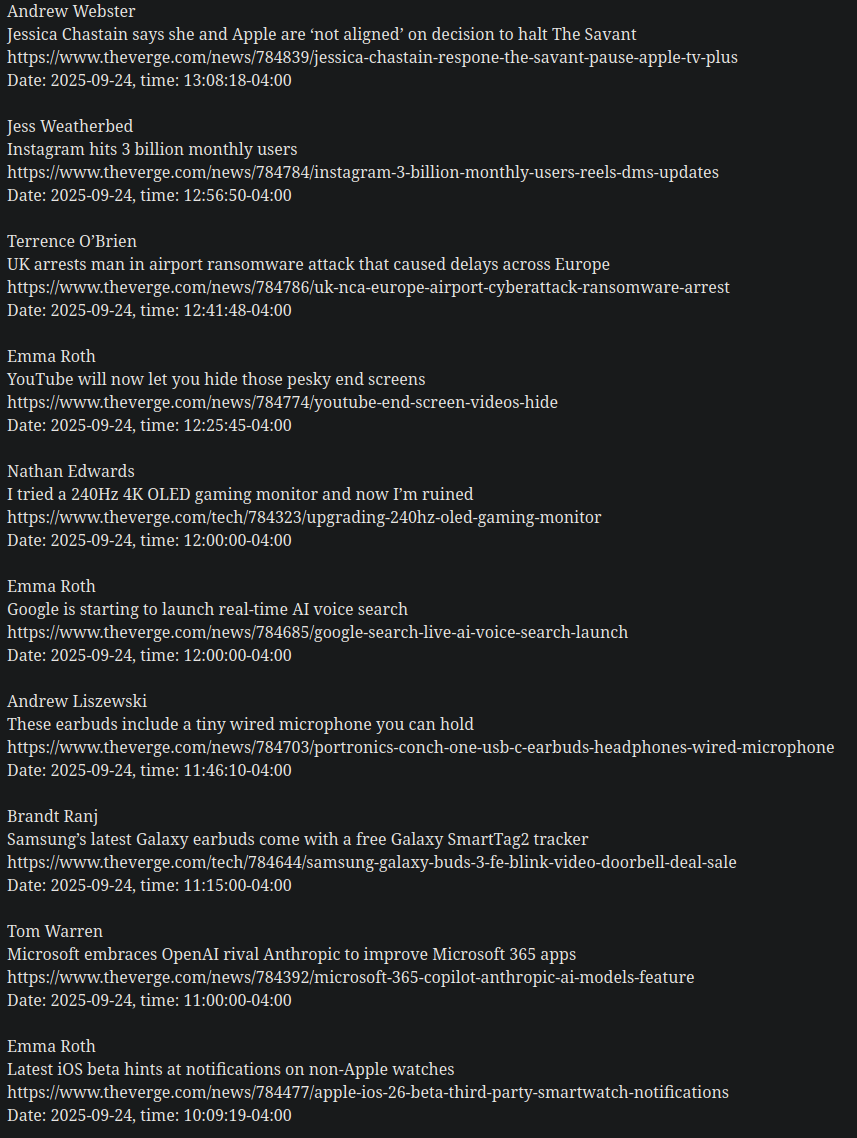 Andrew Webster
Jessica Chastain says she and Apple are ‘not aligned’ on decision to halt The Savant
https://www.theverge.com/news/784839/jessica-chastain-respone-the-savant-pause-apple-tv-plus
Date: 2025-09-24, time: 13:08:18-04:00
Jess Weatherbed
Instagram hits 3 billion monthly users
https://www.theverge.com/news/784784/instagram-3-billion-monthly-users-reels-dms-updates
Date: 2025-09-24, time: 12:56:50-04:00
Terrence O’Brien
UK arrests man in airport ransomware attack that caused delays across Europe
https://www.theverge.com/news/784786/uk-nca-europe-airport-cyberattack-ransomware-arrest
Date: 2025-09-24, time: 12:41:48-04:00
Emma Roth
YouTube will now let you hide those pesky end screens
https://www.theverge.com/news/784774/youtube-end-screen-videos-hide
Date: 2025-09-24, time: 12:25:45-04:00
Nathan Edwards
I tried a 240Hz 4K OLED gaming monitor and now I’m ruined
https://www.theverge.com/tech/784323/upgrading-240hz-oled-gaming-monitor
Date: 2025-09-24, time: 12:00:00-04:00
Emma Roth
Google is starting to launch real-time AI voice search
https://www.theverge.com/news/784685/google-search-live-ai-voice-search-launch
Date: 2025-09-24, time: 12:00:00-04:00
Andrew Liszewski
These earbuds include a tiny wired microphone you can hold
https://www.theverge.com/news/784703/portronics-conch-one-usb-c-earbuds-headphones-wired-microphone
Date: 2025-09-24, time: 11:46:10-04:00
Brandt Ranj
Samsung’s latest Galaxy earbuds come with a free Galaxy SmartTag2 tracker
https://www.theverge.com/tech/784644/samsung-galaxy-buds-3-fe-blink-video-doorbell-deal-sale
Date: 2025-09-24, time: 11:15:00-04:00
Tom Warren
Microsoft embraces OpenAI rival Anthropic to improve Microsoft 365 apps
https://www.theverge.com/news/784392/microsoft-365-copilot-anthropic-ai-models-feature
Date: 2025-09-24, time: 11:00:00-04:00
Emma Roth
Latest iOS beta hints at notifications on non-Apple watches
https://www.theverge.com/news/784477/apple-ios-26-beta-third-party-smartwatch-notifications
Date: 2025-09-24, time: 10:09:19-04:00